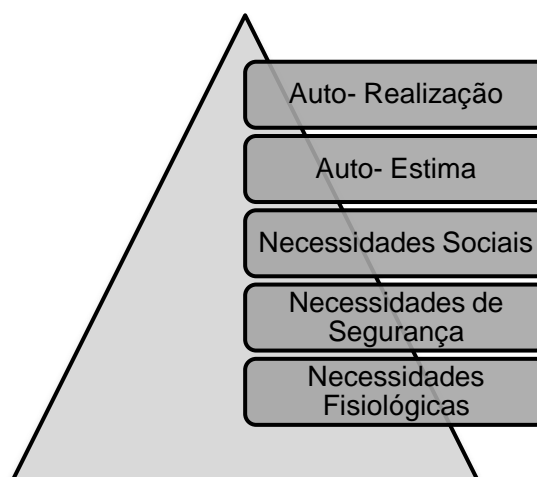 Auto- Realização
Auto- Estima
Necessidades Sociais
Necessidades de
Segurança
Necessidades
Fisiológicas